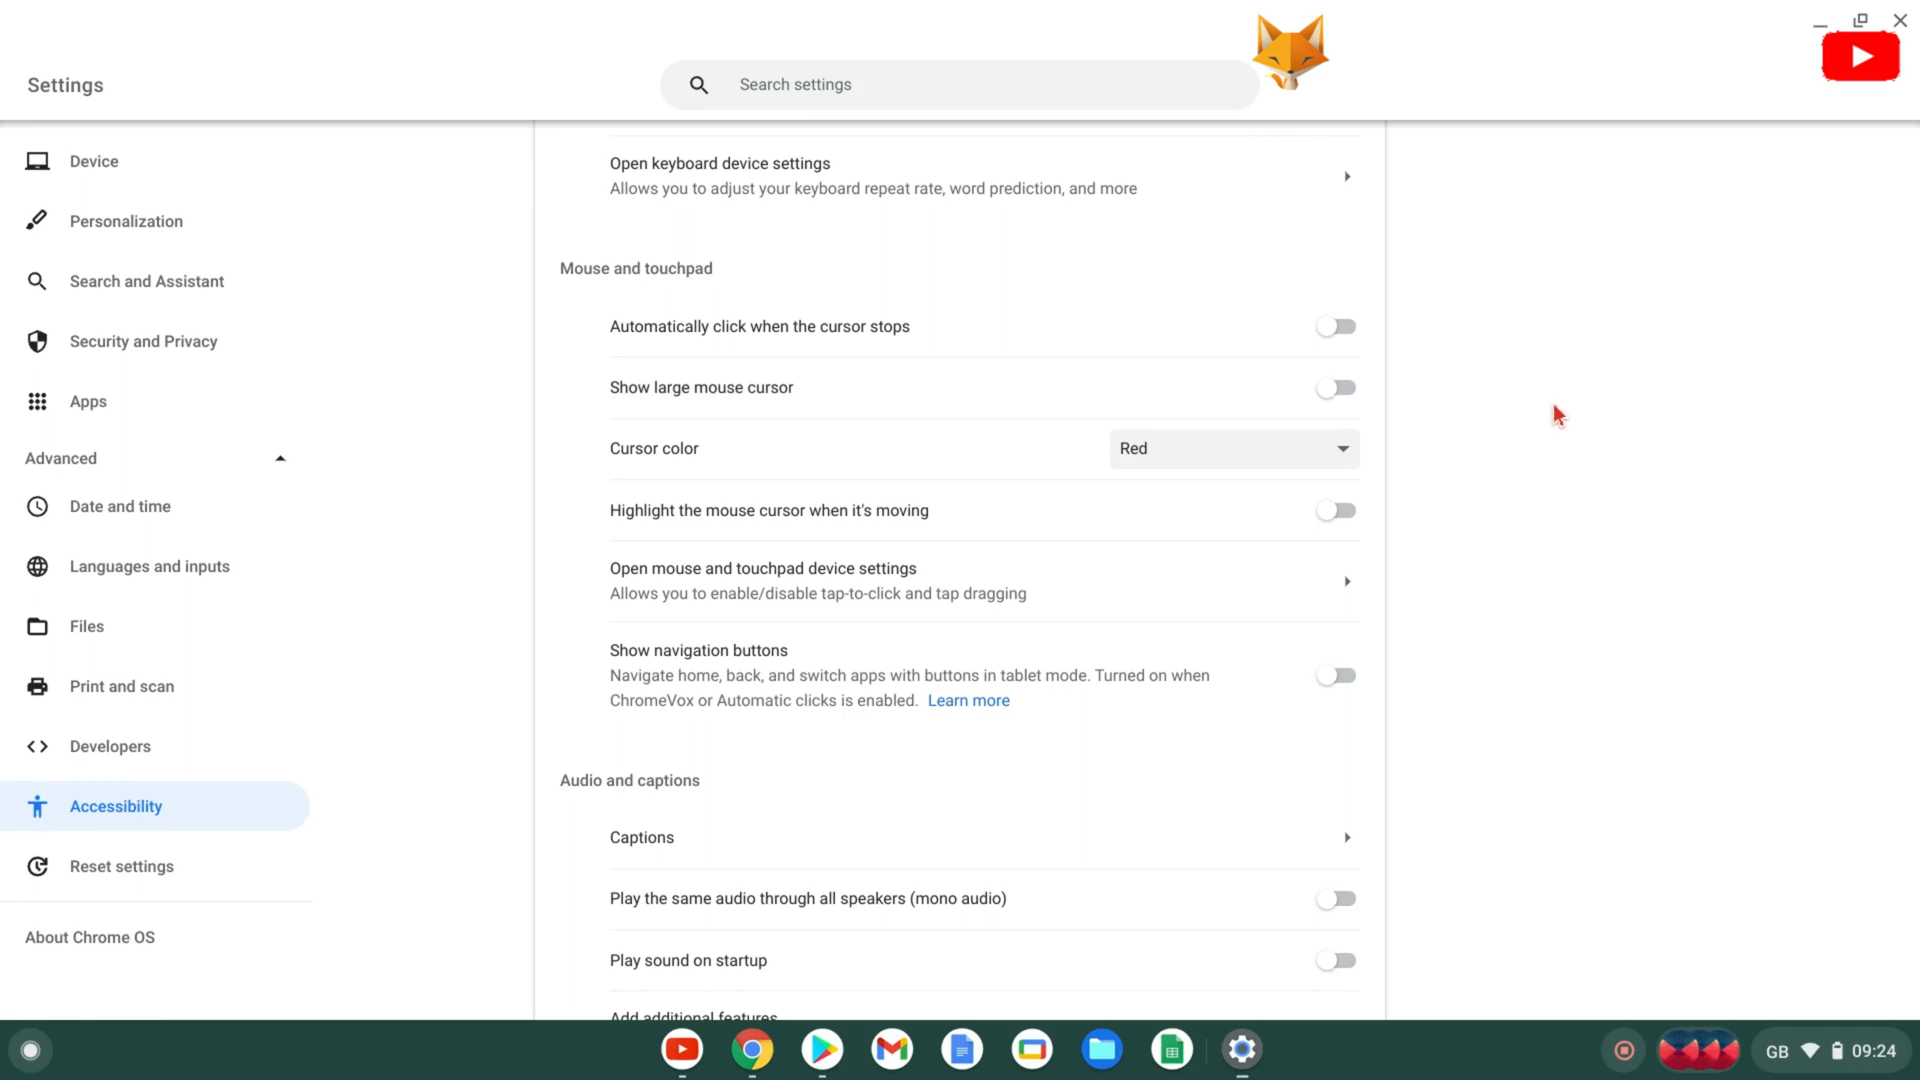 Settings
Search settings
Device
Personalization
Search and Assistant
Security and Privacy
Apps
Advanced
Date and time
Languages and inputs
Files
Print and scan
Developers
Accessibility
Reset settings
About Chrome OS
Open keyboard device settings
Allows you to adjust your keyboard repeat rate, word prediction, and more
Mouse and touchpad
Automatically click when the cursor stops
Show large mouse cursor
Cursor color
Red
Highlight the mouse cursor when it's moving
Open mouse and touchpad device settings
Allows you to enable/disable tap-to-click and tap dragging
Show navigation buttons
Navigate home, back, and switch apps with buttons in tablet mode. Turned on when
ChromeVox or Automatic clicks is enabled. Learn more
Audio and captions
Captions
Play the same audio through all speakers (mono audio)
Play sound on startup
Add additional features
GB 09:24